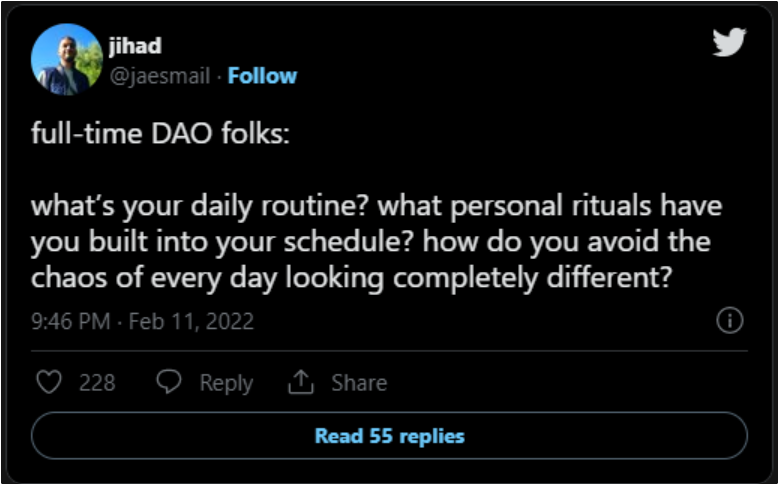 jihad
@jaesmail · Follow
full-time DAO folks:
what's your daily routine? what personal rituals have
you built into your schedule? how do you avoid the
chaos of every day looking completely different?
9:46 PM · Feb 11, 2022
228 Reply Share
Read 55 replies